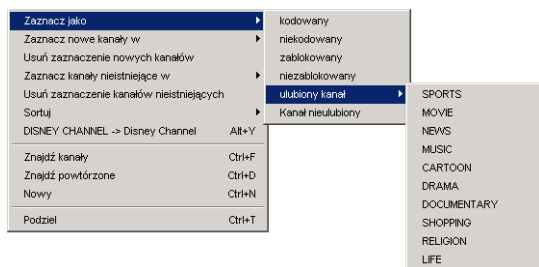 Zaznacz jako
Zaznacz nowe kanały w
Usuń zaznaczenie nowych kanałów
Zaznacz kanały nieistniejące w
Usuń zaznaczenie kanałów nieistniejących
Sortuj
DISNEY CHANNEL -> Disney Channel Alt+Y
Znajdź kanały Ctrl+F
Znajdź powtórzone Ctrl+D
Nowy Ctrl+N
Podziel Ctrl+T
kodowany
niekodowany
zablokowany
niezablokowany
ulubiony kanał
Kanał nieulubiony
SPORTS
MOVIE
NEWS
MUSIC
CARTOON
DRAMA
DOCUMENTARY
SHOPPING
RELIGION
LIFE